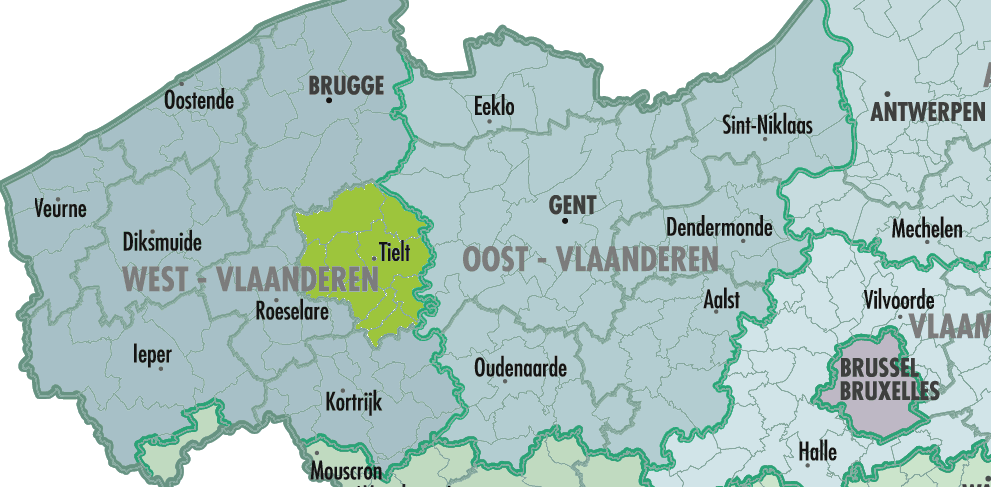 BRUGGE
Oostende
Eeklo
Sint-Niklaas
ANTWERPEN
Veurne
Diksmuide
GENT
Dendermonde
Mechelen
Tielt
WEST - VLAANDEREN
OOST - VLAANDEREN
Roeselare
Aalst
Vilvoorde
VLAAM
Ieper
Oudenaarde
BRUSSEL
BRUXELLES
Kortrijk
Halle
Mouscron